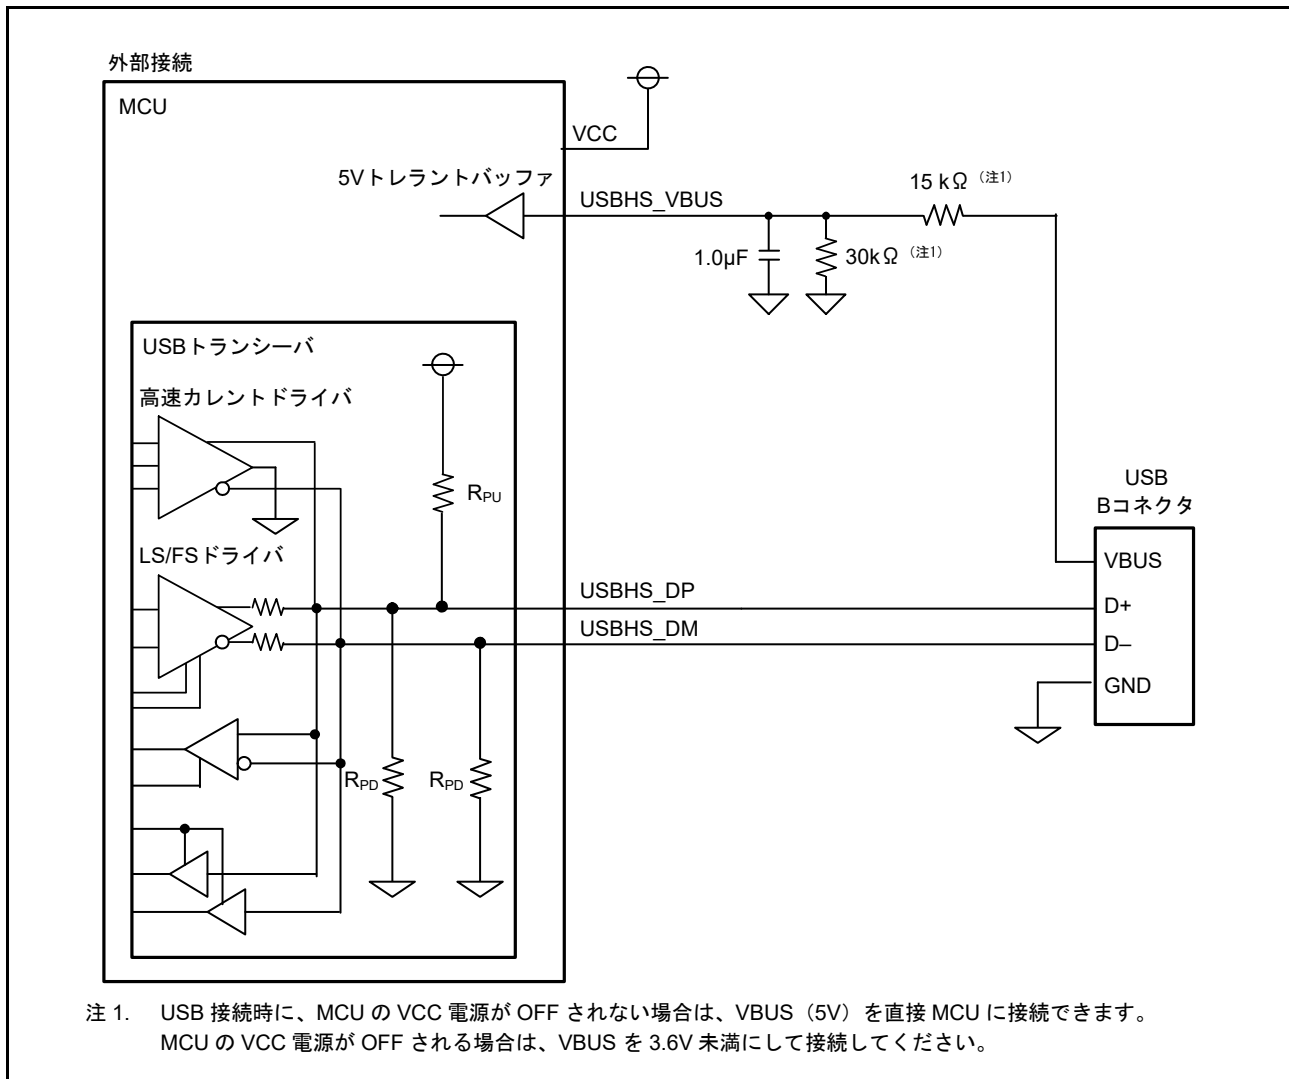 外部接続
MCU
VCC
5Vトレラントバッファ
USBHS_VBUS
15 kΩ (注1)
1.0µF
30kΩ (注1)
USBトランシーバ
高速カレントドライバ
RPU
USB
Bコネクタ
LS/FSドライバ
VBUS
USBHS_DP
D+
USBHS_DM
D–
GND
RPD
RPD
注 1. USB 接続時に、MCU の VCC 電源が OFF されない場合は、VBUS（5V）を直接 MCU に接続できます。
MCU の VCC 電源が OFF される場合は、VBUS を 3.6V 未満にして接続してください。